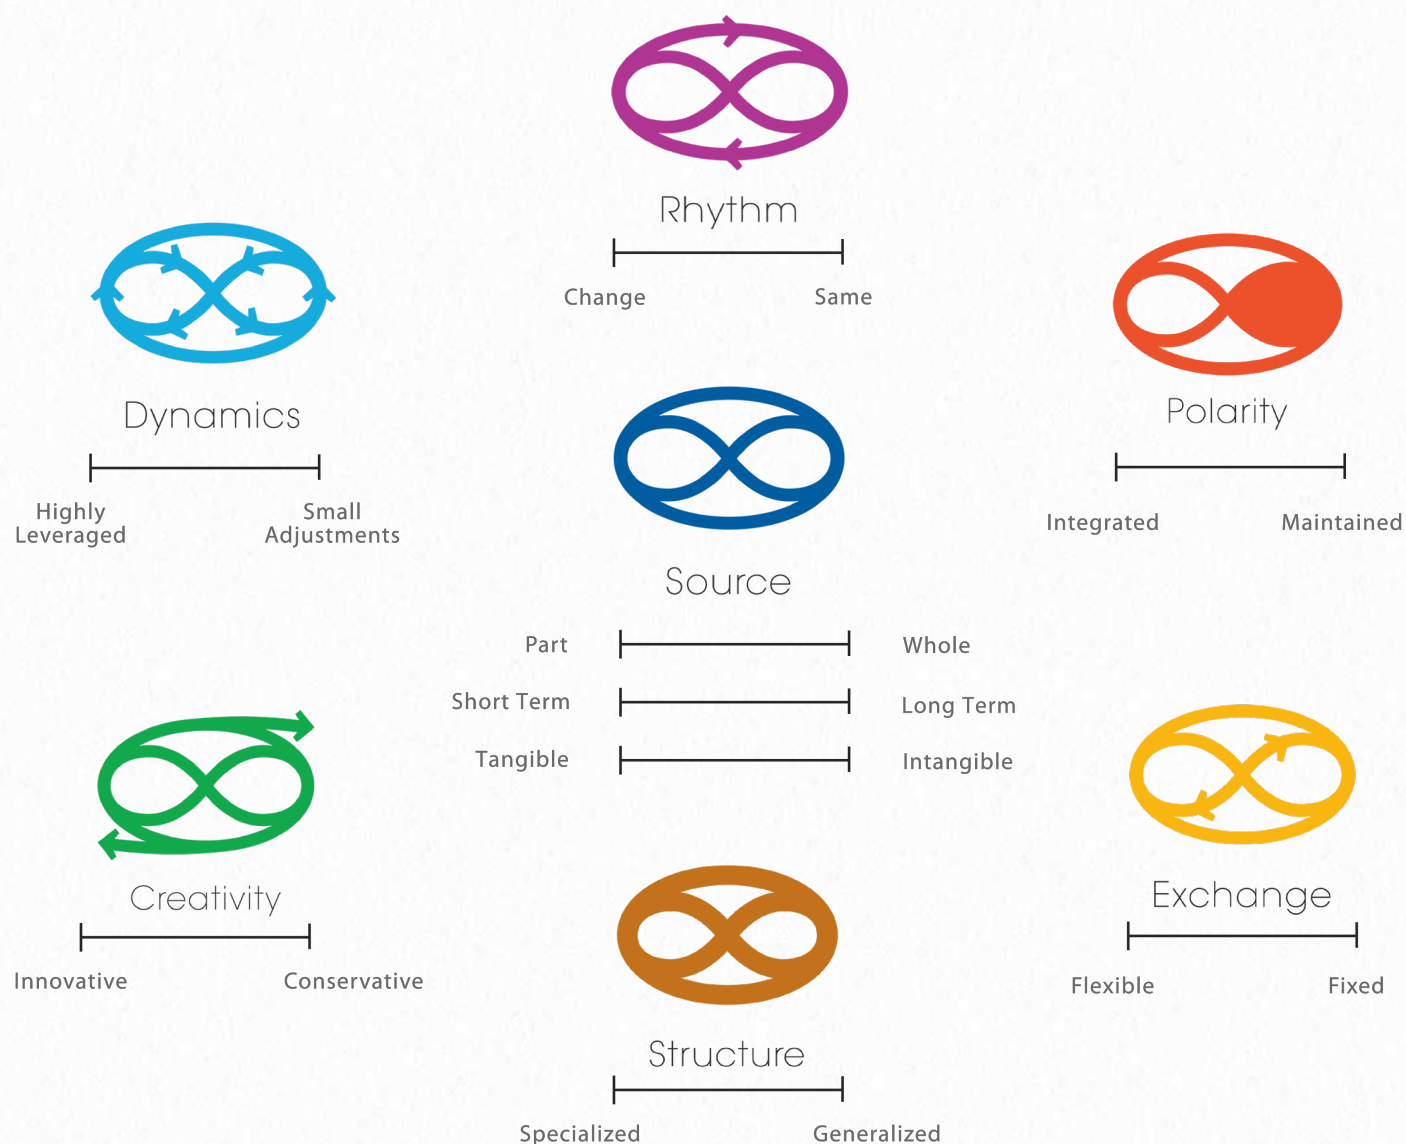 Rhythm
Change
Same
Dynamics
Highly
Leveraged
Small
Adjustments
Polarity
Integrated
Maintained
Source
Part
Whole
Short Term
Long Term
Tangible
Intangible
Creativity
Innovative
Conservative
Exchange
Flexible
Fixed
Structure
Specialized
Generalized